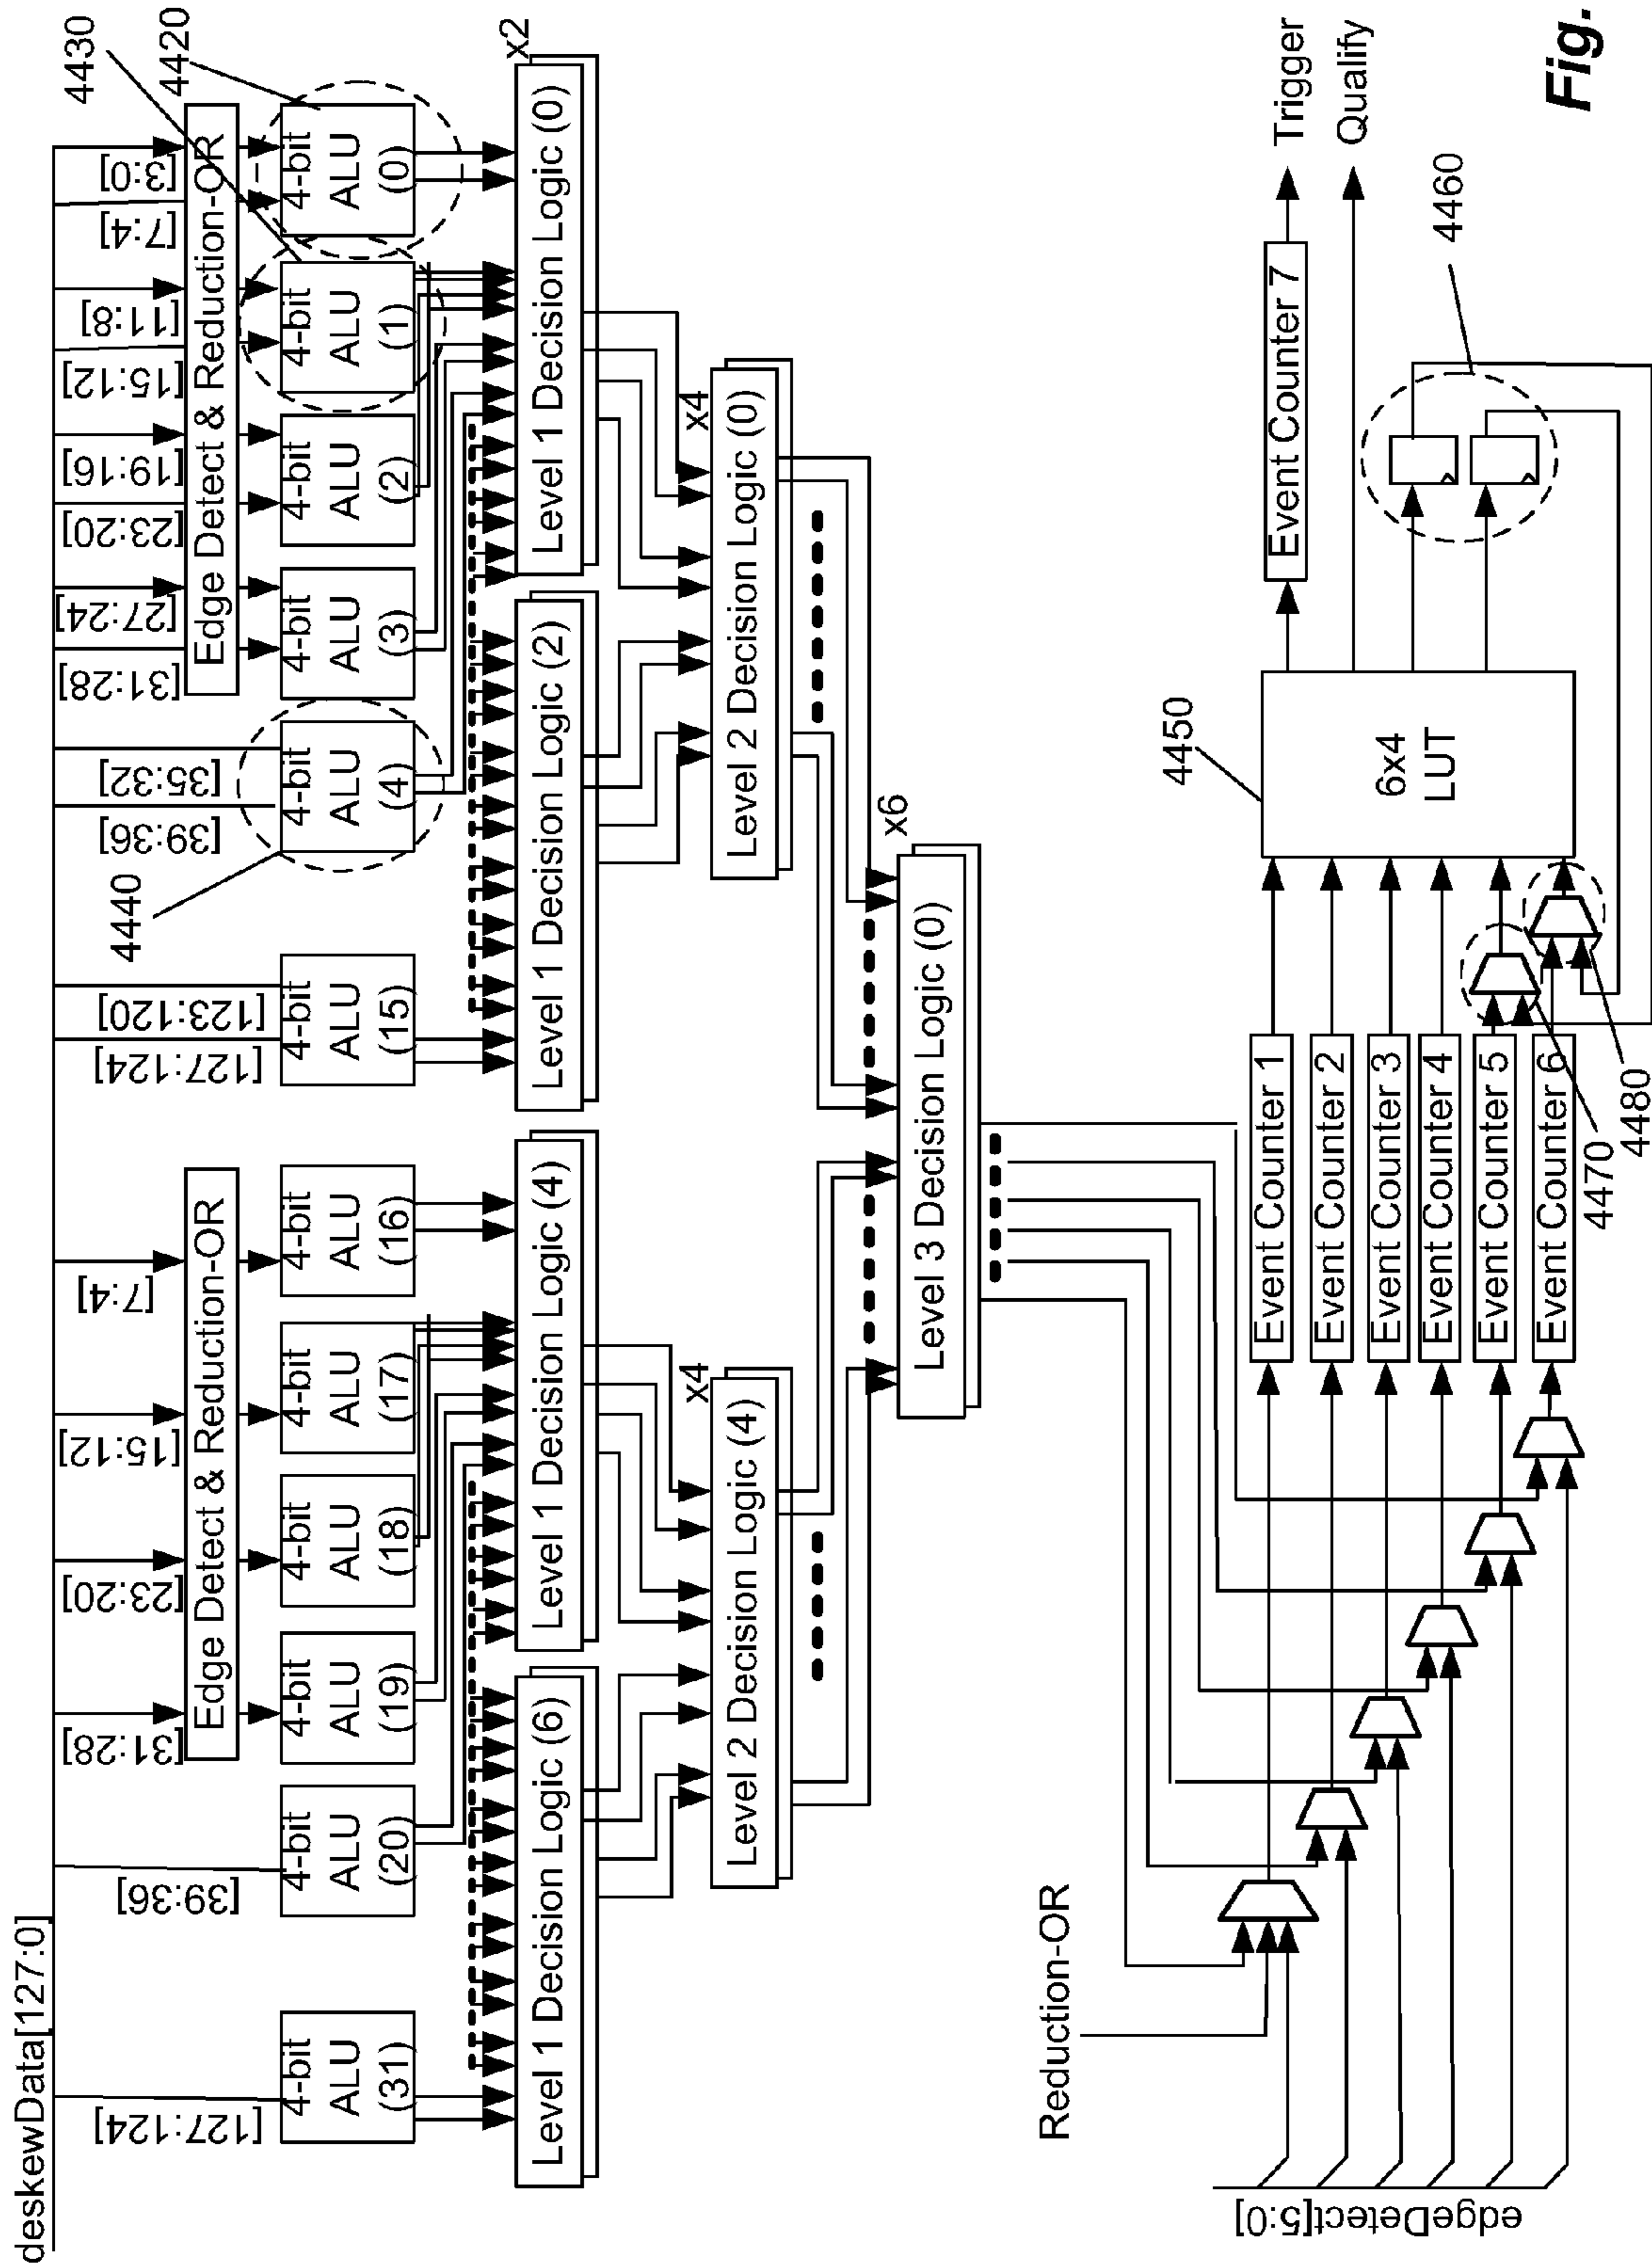 deskewData[127:0]
[127:124]
[39:36]
[31:28]
[23:20]
[15:12]
[7:4]
[127:124]
[123:120]
[39:36]
[35:32]
[31:28]
[27:24]
[23:20]
[19:16]
[15:12]
[11:8]
[7:4]
[3:0]
4440
4430
4420
Edge Detect & Reduction-OR
Edge Detect & Reduction-OR
4-bit
ALU
(31)
4-bit
ALU
(20)
4-bit
ALU
(19)
4-bit
ALU
(18)
4-bit
ALU
(17)
4-bit
ALU
(16)
4-bit
ALU
(15)
4-bit
ALU
(4)
4-bit
ALU
(3)
4-bit
ALU
(2)
4-bit
ALU
(1)
4-bit
ALU
(0)
x2
Level 1 Decision Logic (6)
Level 1 Decision Logic (4)
Level 1 Decision Logic (2)
Level 1 Decision Logic (0)
x4
x4
Level 2 Decision Logic (4)
Level 2 Decision Logic (0)
x6
Level 3 Decision Logic (0)
Reduction-OR
edgeDetect[5:0]
Event Counter 1
Event Counter 2
Event Counter 3
Event Counter 4
Event Counter 5
Event Counter 6
4470
4480
4450
6x4
LUT
Event Counter 7
Trigger
Qualify
4460
Fig.